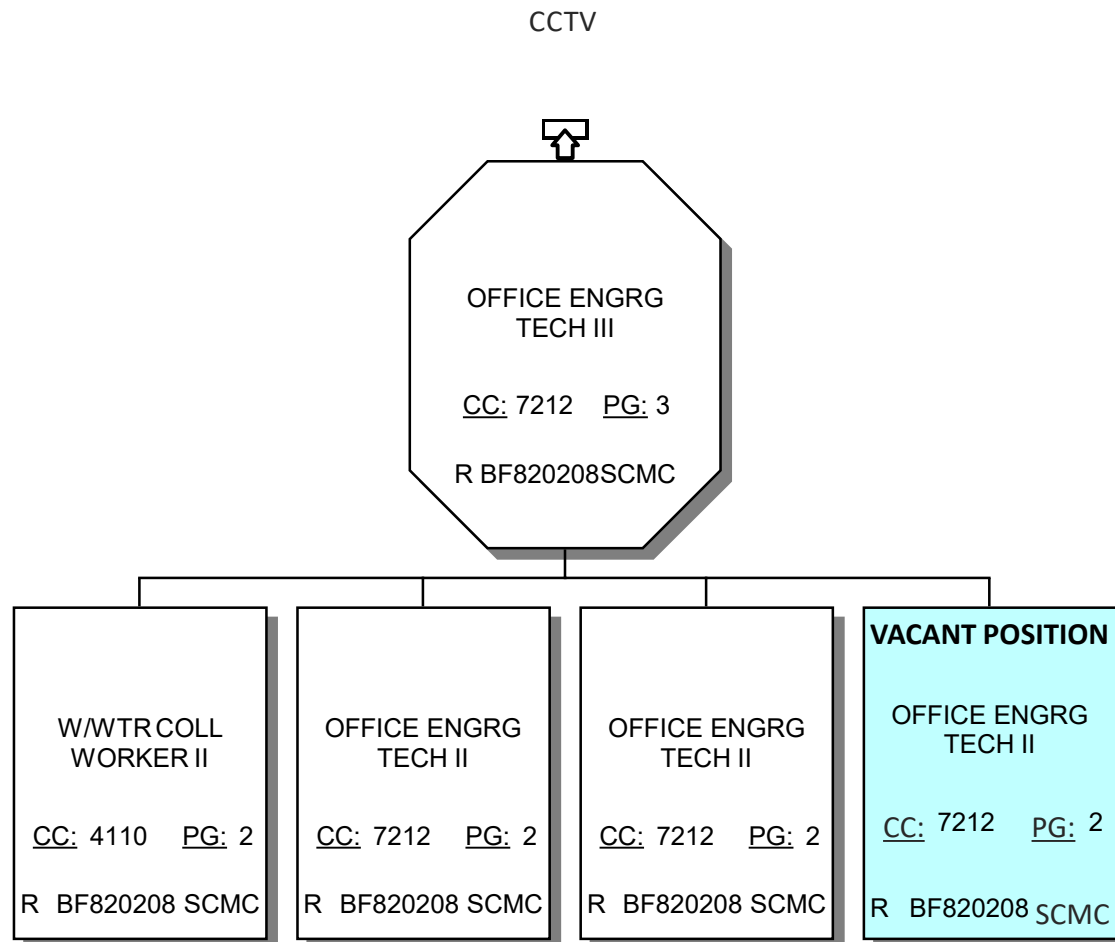 CCTV
OFFICE ENGRG
TECH III
CC: 7212 PG: 3
R BF820208SCMC
W/WTR COLL
WORKER II
CC: 4110 PG: 2
R BF820208 SCMC
OFFICE ENGRG
TECH II
CC: 7212 PG: 2
R BF820208 SCMC
OFFICE ENGRG
TECH II
CC: 7212 PG: 2
R BF820208 SCMC
VACANT POSITION
OFFICE ENGRG
TECH II
CC: 7212 PG: 2
R BF820208 SCMC